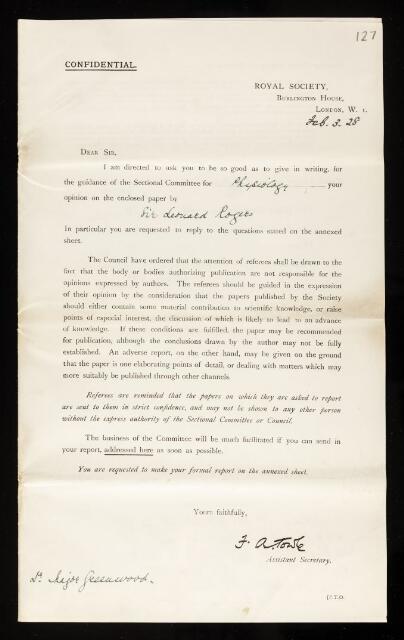 127
CONFIDENTIAL.
ROYAL SOCIETY,
BURLINGTON HOUSE,
LONDON, W. 1.
Feb. 3. 28
DEAR SIR,
I am directed to ask you to be so good as to give in writing, for
the guidance of the Sectional Committee for Physiology your
opinion on the enclosed paper by
Sir Leonard Rogers
In particular you are requested to reply to the questions stated on the annexed
sheet.
The Council have ordered that the attention of referees shall be drawn to the
fact that the body or bodies authorizing publication are not responsible for the
opinions expressed by authors. The referees should be guided in the expression
of their opinion by the consideration that the papers published by the Society
should either contain some material contribution to scientific knowledge, or raise
points of especial interest, the discussion of which is likely to lead to an advance
of knowledge. If these conditions are fulfilled, the paper may be recommended
for publication, although the conclusions drawn by the author may not be fully
established. An adverse report, on the other hand, may be given on the ground
that the paper is one elaborating points of detail, or dealing with matters which may
more suitably be published through other channels.
Referees are reminded that the papers on which they are asked to report
are sent to them in strict confidence, and may not be shown to any other person
without the express authority of the Sectional Committee or Council.
The business of the Committee will be much facilitated if you can send in
your report, addressed here as soon as possible.
You are requested to make your formal report on the annexed sheet.
Yours faithfully,
F. A. Towle
Assistant Secretary.
Dr Major Greenwood.
[P.T.O.